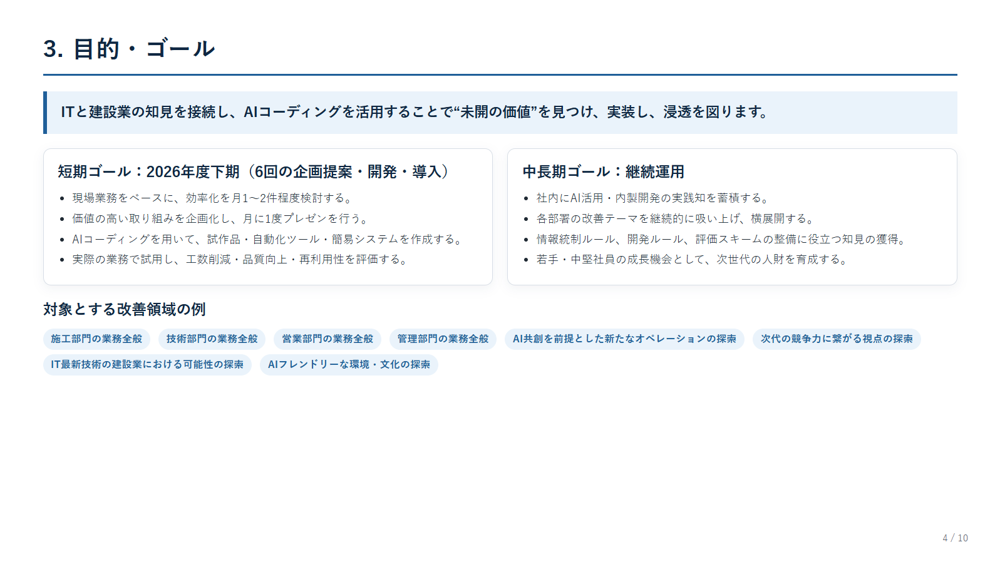 3. 目的・ゴール
ITと建設業の知見を接続し、AIコーディングを活用することで“未開の価値”を見つけ、実装し、浸透を図ります。
短期ゴール：2026年度下期（6回の企画提案・開発・導入）
• 現場業務をベースに、効率化を月1〜2件程度検討する。
• 価値の高い取り組みを企画化し、月に1度プレゼンを行う。
• AIコーディングを用いて、試作品・自動化ツール・簡易システムを作成する。
• 実際の業務で試用し、工数削減・品質向上・再利用性を評価する。
中長期ゴール：継続運用
• 社内にAI活用・内製開発の実践知を蓄積する。
• 各部署の改善テーマを継続的に吸い上げ、横展開する。
• 情報統制ルール、開発ルール、評価スキームの整備に役立つ知見の獲得。
• 若手・中堅社員の成長機会として、次世代の人財を育成する。
対象とする改善領域の例
施工部門の業務全般 技術部門の業務全般 営業部門の業務全般 管理部門の業務全般 AI共創を前提とした新たなオペレーションの探索 次代の競争力に繋がる視点の探索
IT最新技術の建設業における可能性の探索 AIフレンドリーな環境・文化の探索
4 / 10